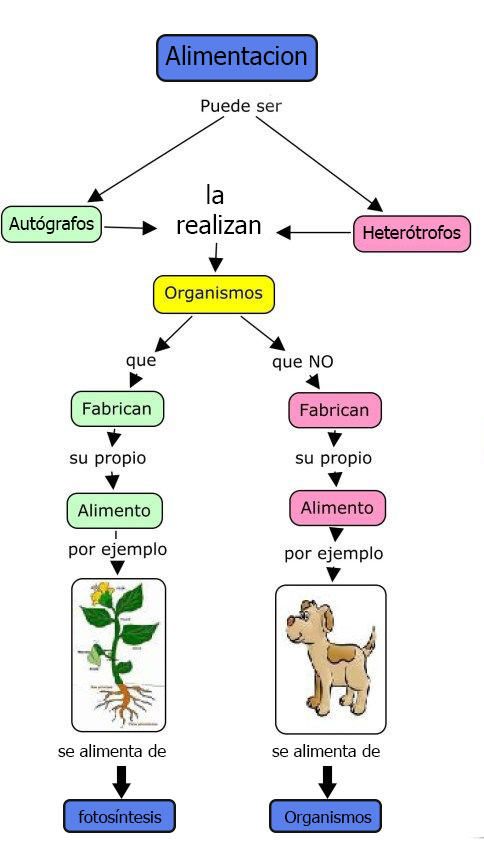 Alimentacion
Puede ser
la
realizan
Autógrafos
Heterótrofos
Organismos
que
que NO
Fabrican
Fabrican
su propio
su propio
Alimento
Alimento
por ejemplo
por ejemplo
se alimenta de
se alimenta de
fotosíntesis
Organismos